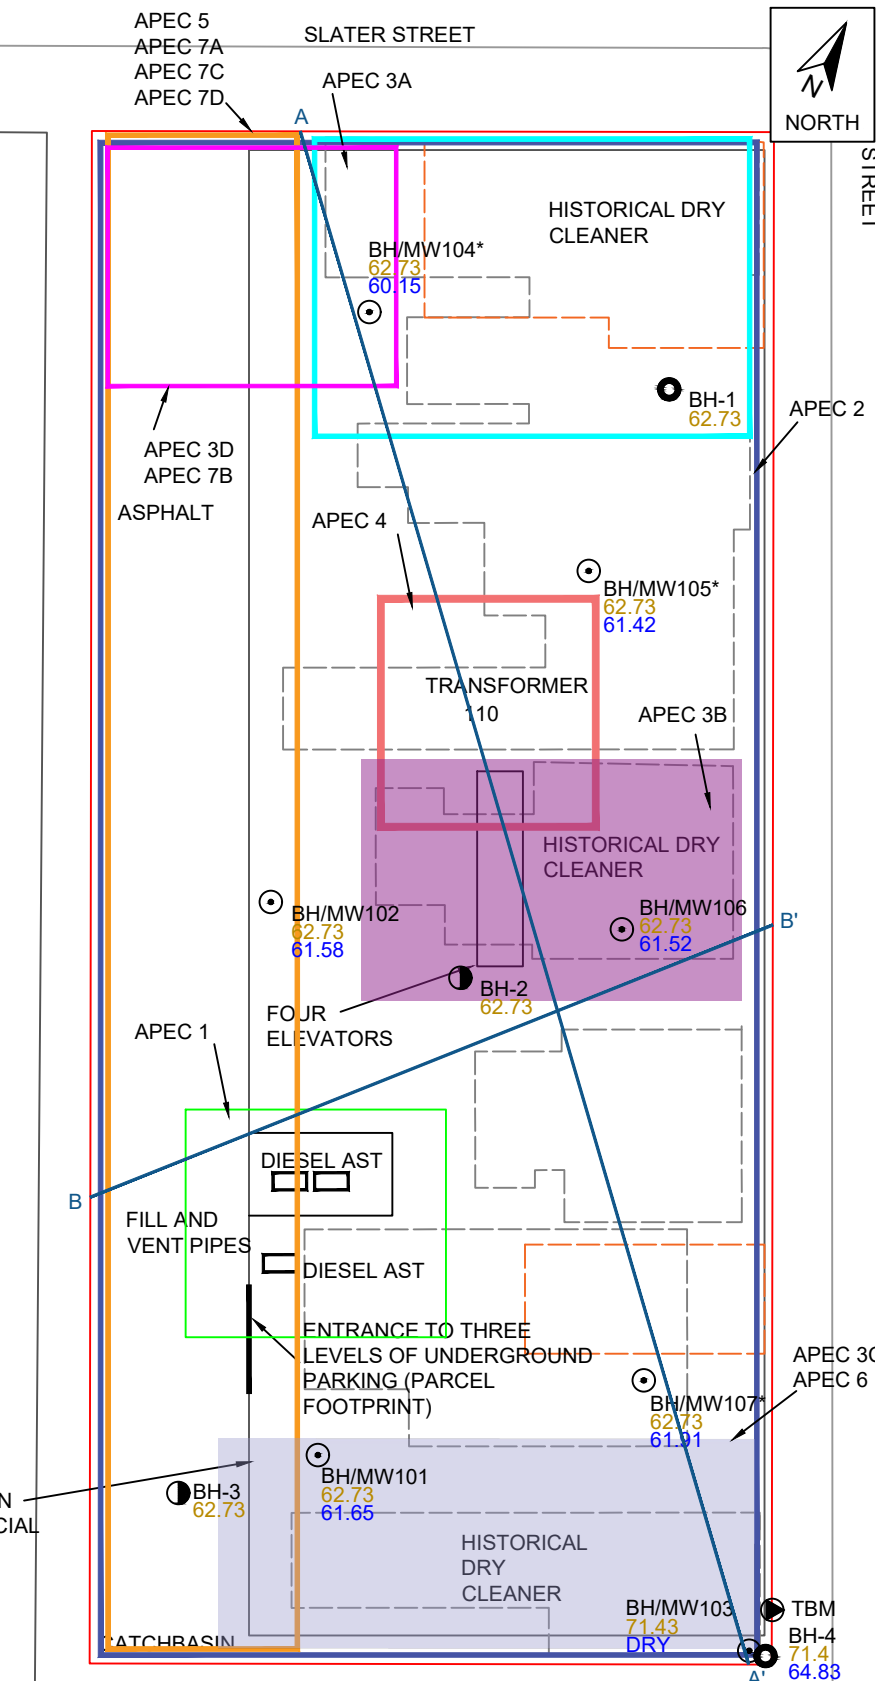 APEC 5
APEC 7A
APEC 7C
APEC 7D
SLATER STREET
APEC 3A
A
N
NORTH
STREET
HISTORICAL DRY
CLEANER
BH/MW104*
62.73
60.15
BH-1
62.73
APEC 2
APEC 3D
APEC 7B
ASPHALT
APEC 4
BH/MW105*
62.73
61.42
TRANSFORMER
110
APEC 3B
HISTORICAL DRY
CLEANER
BH/MW102
62.73
61.58
BH/MW106
62.73
61.52
B'
BH-2
62.73
FOUR
ELEVATORS
APEC 1
DIESEL AST
B
FILL AND
VENT PIPES
DIESEL AST
ENTRANCE TO THREE
LEVELS OF UNDERGROUND
PARKING (PARCEL
FOOTPRINT)
APEC 3C
APEC 6
BH/MW107*
62.73
61.91
BH/MW101
62.73
61.65
BH-3
62.73
N
CIAL
HISTORICAL
DRY
CLEANER
BH/MW103
71.43
DRY
TBM
BH-4
71.4
64.83
CATCHBASIN
A'